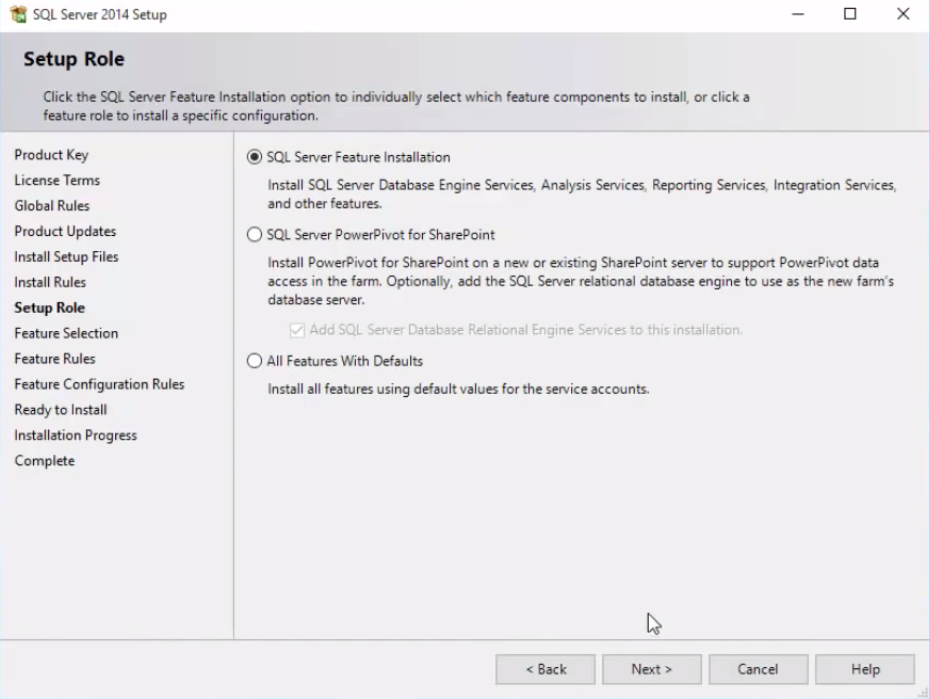 SQL Server 2014 Setup
Setup Role
Click the SQL Server Feature Installation option to individually select which feature components to install, or click a
feature role to install a specific configuration.
Product Key
License Terms
Global Rules
Product Updates
Install Setup Files
Install Rules
Setup Role
Feature Selection
Feature Rules
Feature Configuration Rules
Ready to Install
Installation Progress
Complete
SQL Server Feature Installation
Install SQL Server Database Engine Services, Analysis Services, Reporting Services, Integration Services,
and other features.
SQL Server PowerPivot for SharePoint
Install PowerPivot for SharePoint on a new or existing SharePoint server to support PowerPivot data
access in the farm. Optionally, add the SQL Server relational database engine to use as the new farm's
database server.
Add SQL Server Database Relational Engine Services to this installation.
All Features With Defaults
Install all features using default values for the service accounts.
< Back
Next >
Cancel
Help